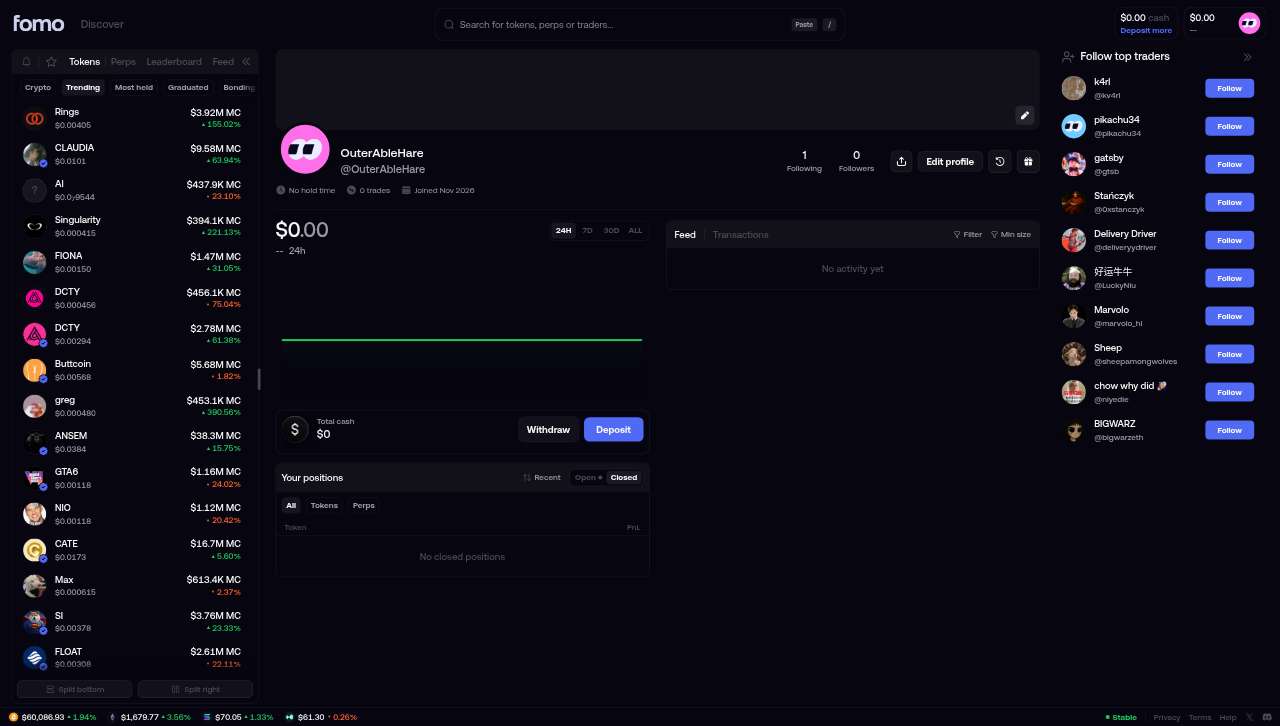 fomo
Discover
Search for tokens, perps or traders...
Paste
/
$0.00 cash
Deposit more
$0.00
—
Tokens Perps Leaderboard Feed
Crypto Trending Most held Graduated Bonding
Rings $3.92M MC
$0.00405 155.02%
CLAUDIA $9.58M MC
$0.0101 63.94%
AI $437.9K MC
$0.0₇9544 23.10%
Singularity $394.1K MC
$0.000415 221.13%
FIONA $1.47M MC
$0.00150 31.05%
DCTY $456.1K MC
$0.000456 75.04%
DCTY $2.78M MC
$0.00294 61.38%
Buttcoin $5.68M MC
$0.00568 1.82%
greg $453.1K MC
$0.000480 390.56%
ANSEM $38.3M MC
$0.0384 15.75%
GTA6 $1.16M MC
$0.00118 24.02%
NIO $1.12M MC
$0.00118 20.42%
CATE $16.7M MC
$0.0173 5.60%
Max $613.4K MC
$0.000615 2.37%
SI $3.76M MC
$0.00378 23.33%
FLOAT $2.61M MC
$0.00308 22.11%
Split bottom Split right
OuterAbleHare
@OuterAbleHare
No hold time 0 trades Joined Nov 2026
1 Following
0 Followers
Edit profile
$0.00
24H 7D 30D ALL
-- 24h
Total cash
$
$0
Withdraw Deposit
Your positions Recent Open Closed
All Tokens Perps
Token PnL
No closed positions
Feed Transactions Filter Min size
No activity yet
Follow top traders
k4rl
@kv4rl
Follow
pikachu34
@pikachu34
Follow
gatsby
@gtsb
Follow
Stańczyk
@0xstanczyk
Follow
Delivery Driver
@deliveryydriver
Follow
好运牛牛
@LuckyNiu
Follow
Marvolo
@marvolo_hl
Follow
Sheep
@sheepamongwolves
Follow
chow why did
@niyedie
Follow
BIGWARZ
@bigwarzeth
Follow
$60,086.93 1.94% $1,679.77 3.56% $70.05 1.33% $61.30 0.26%
Stable Privacy Terms Help